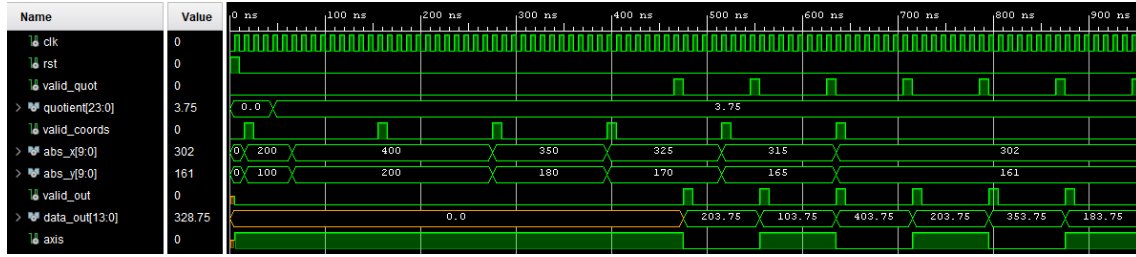 Name Value 0 ns 100 ns 200 ns 300 ns 400 ns 500 ns 600 ns 700 ns 800 ns 900 ns
clk 0
rst 0
valid_quot 0
quotient[23:0] 3.75 0.0 3.75
valid_coords 0
abs_x[9:0] 302 0 200 400 350 325 315 302
abs_y[9:0] 161 0 100 200 180 170 165 161
valid_out 0
data_out[13:0] 328.75 0.0 203.75 103.75 403.75 203.75 353.75 183.75
axis 0